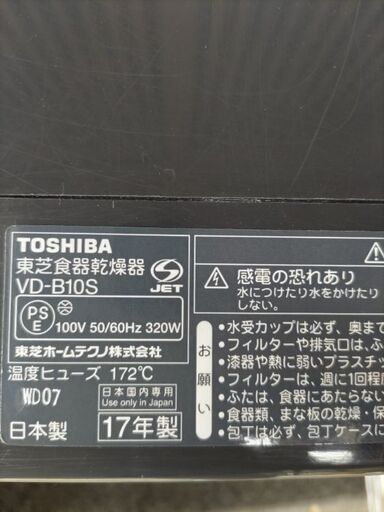 TOSHIBA
東芝食器乾燥器
VD-B10S
S JET
PS E
100V 50/60Hz 320W
東芝ホームテクノ株式会社
温度ヒューズ 172℃
WD07
日本国内専用
Use only in Japan
日本製
17年製
感電の恐れあり
水につけたり水をかけたり
しない。
お願い
・水受カップは必ず、奥まで
・フィルターや排気口は、ふ
漆器や熱に弱いプラスチッ
・フィルターは、週に1回程度
・ふたは、食器にあたらない
・食器類、まな板の乾燥・保
・包丁は必ず、包丁ケースに